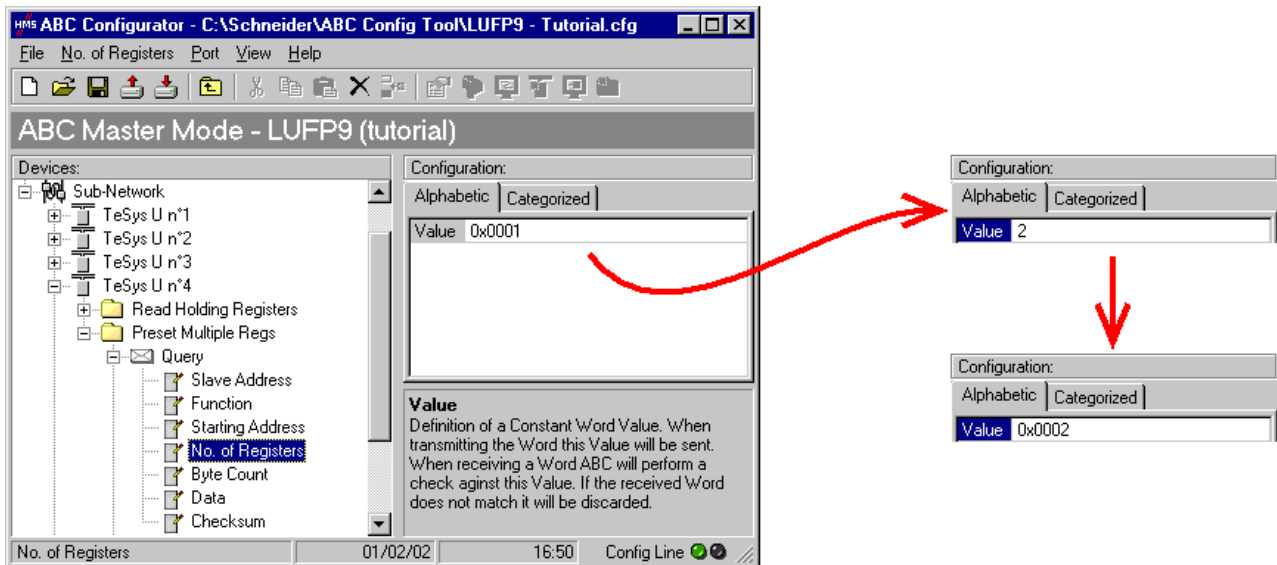 HMS ABC Configurator - C:\Schneider\ABC Config Tool\LUFP9 - Tutorial.cfg
File No. of Registers Port View Help
ABC Master Mode - LUFP9 (tutorial)
Devices:
Sub-Network
TeSys U n°1
TeSys U n°2
TeSys U n°3
TeSys U n°4
Read Holding Registers
Preset Multiple Regs
Query
Slave Address
Function
Starting Address
No. of Registers
Byte Count
Data
Checksum
Configuration:
Alphabetic Categorized
Value 0x0001
Value
Definition of a Constant Word Value. When
transmitting the Word this Value will be sent.
When receiving a Word ABC will perform a
check aginst this Value. If the received Word
does not match it will be discarded.
No. of Registers 01/02/02 16:50 Config Line
Configuration:
Alphabetic Categorized
Value 2
Configuration:
Alphabetic Categorized
Value 0x0002